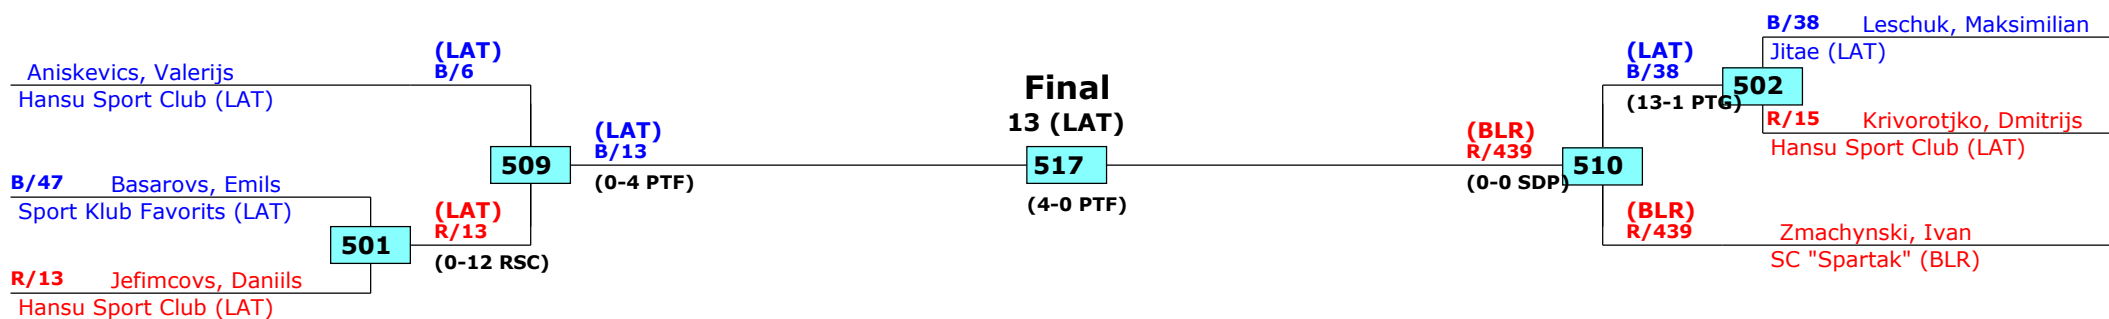 Aniskevics, Valerijs
Hansu Sport Club (LAT)
(LAT)
B/6
B/47 Basarovs, Emils
Sport Klub Favorits (LAT)
R/13 Jefimcovs, Daniils
Hansu Sport Club (LAT)
501
(LAT)
R/13
(0-12 RSC)
509
(LAT)
B/13
(0-4 PTF)
Final
13 (LAT)
517
(4-0 PTF)
(BLR)
R/439
(0-0 SDP)
510
(LAT)
B/38
(13-1 PTG)
502
B/38 Leschuk, Maksimilian
Jitae (LAT)
R/15 Krivorotjko, Dmitrijs
Hansu Sport Club (LAT)
(BLR)
R/439
Zmachynski, Ivan
SC "Spartak" (BLR)